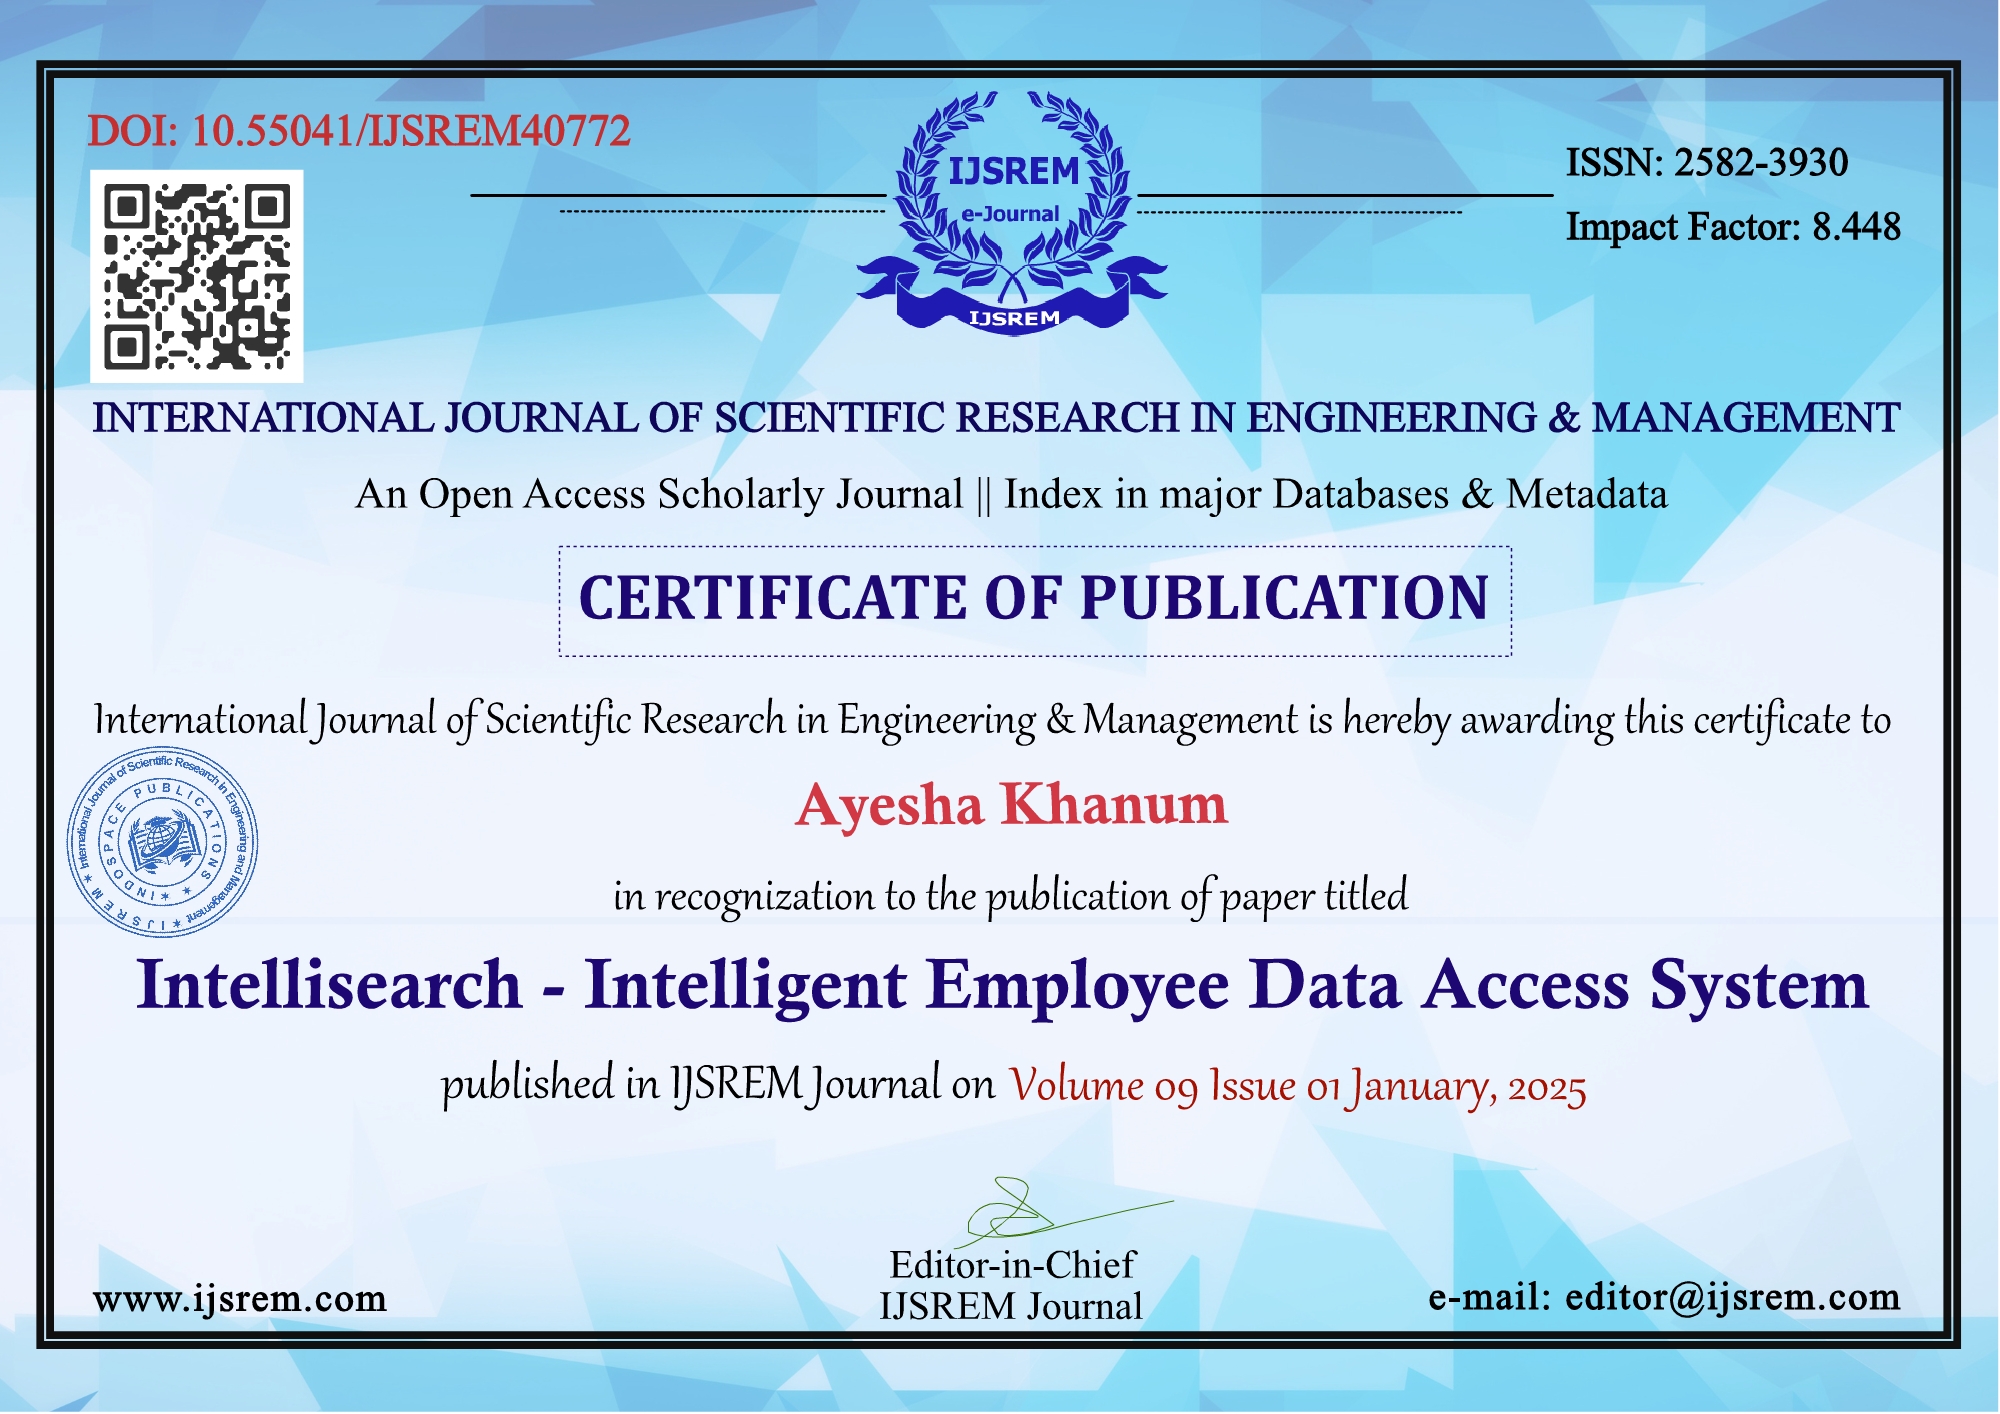 DOI: 10.55041/IJSREM40772
IJSREM
e-Journal
IJSREM
ISSN: 2582-3930
Impact Factor: 8.448
INTERNATIONAL JOURNAL OF SCIENTIFIC RESEARCH IN ENGINEERING & MANAGEMENT
An Open Access Scholarly Journal || Index in major Databases & Metadata
CERTIFICATE OF PUBLICATION
International Journal of Scientific Research in Engineering & Management is hereby awarding this certificate to
International Journal of Scientific Research in Engineering and Management
IJSREM
INDOSPACE PUBLICATIONS
Ayesha Khanum
in recognization to the publication of paper titled
Intellisearch - Intelligent Employee Data Access System
published in IJSREM Journal on Volume 09 Issue 01 January, 2025
Editor-in-Chief
IJSREM Journal
www.ijsrem.com
e-mail: editor@ijsrem.com